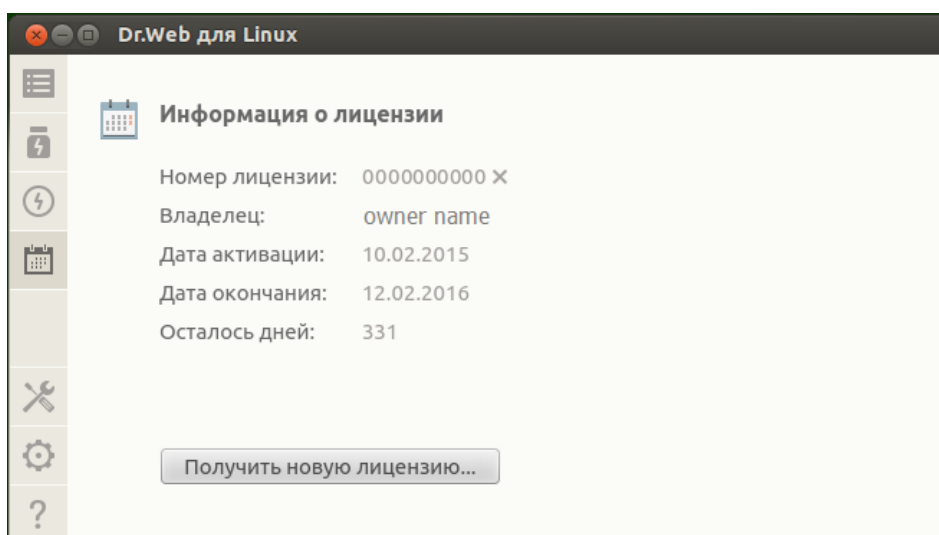 Dr.Web для Linux
Информация о лицензии
Номер лицензии: 0000000000
Владелец: owner name
Дата активации: 10.02.2015
Дата окончания: 12.02.2016
Осталось дней: 331
Получить новую лицензию...
?